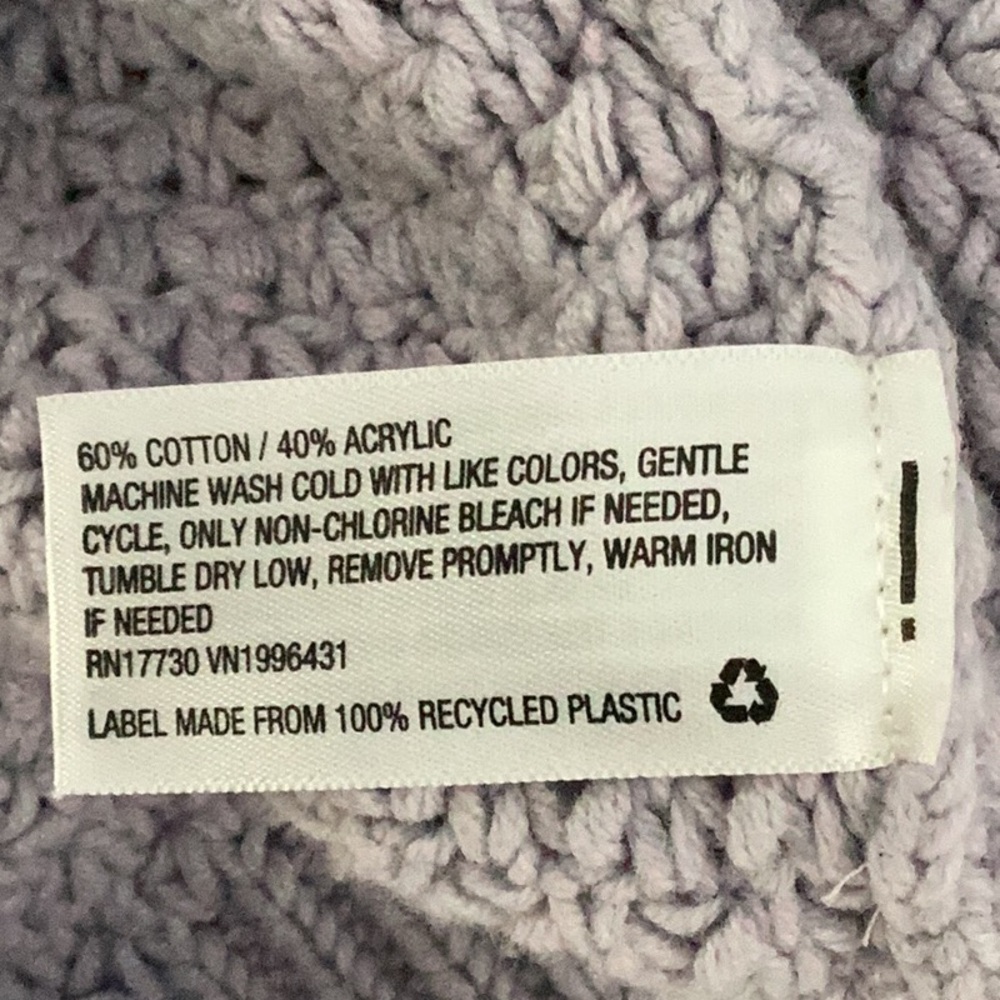 60% COTTON / 40% ACRYLIC
MACHINE WASH COLD WITH LIKE COLORS, GENTLE
CYCLE, ONLY NON-CHLORINE BLEACH IF NEEDED,
TUMBLE DRY LOW, REMOVE PROMPTLY, WARM IRON
IF NEEDED
RN17730 VN1996431
LABEL MADE FROM 100% RECYCLED PLASTIC